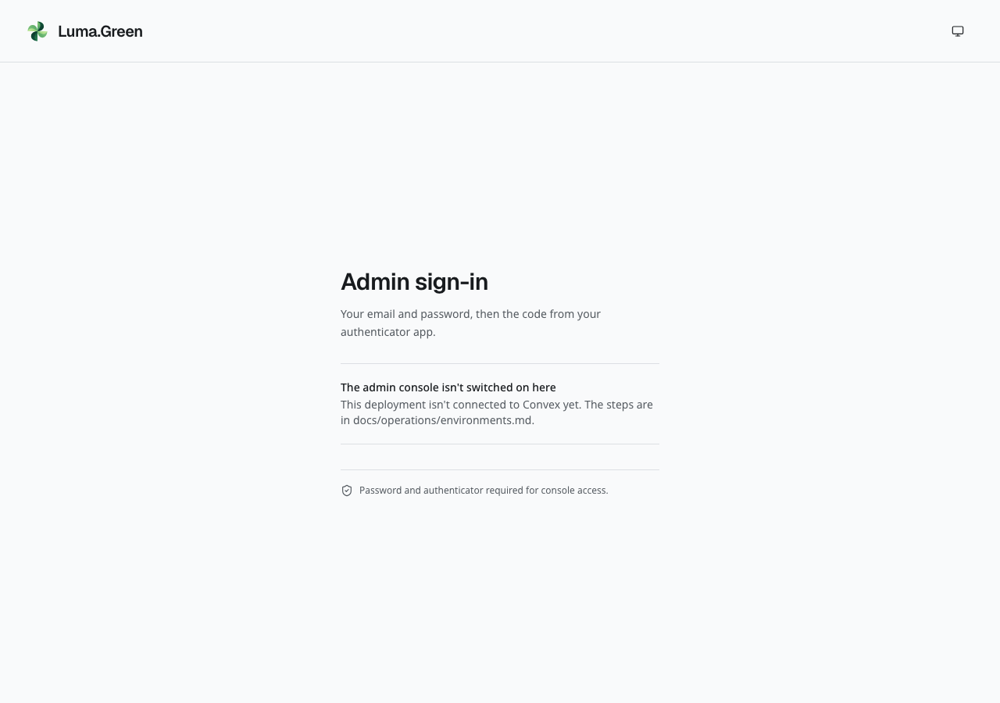 Luma.Green
Admin sign-in
Your email and password, then the code from your
authenticator app.
The admin console isn't switched on here
This deployment isn't connected to Convex yet. The steps are
in docs/operations/environments.md.
Password and authenticator required for console access.